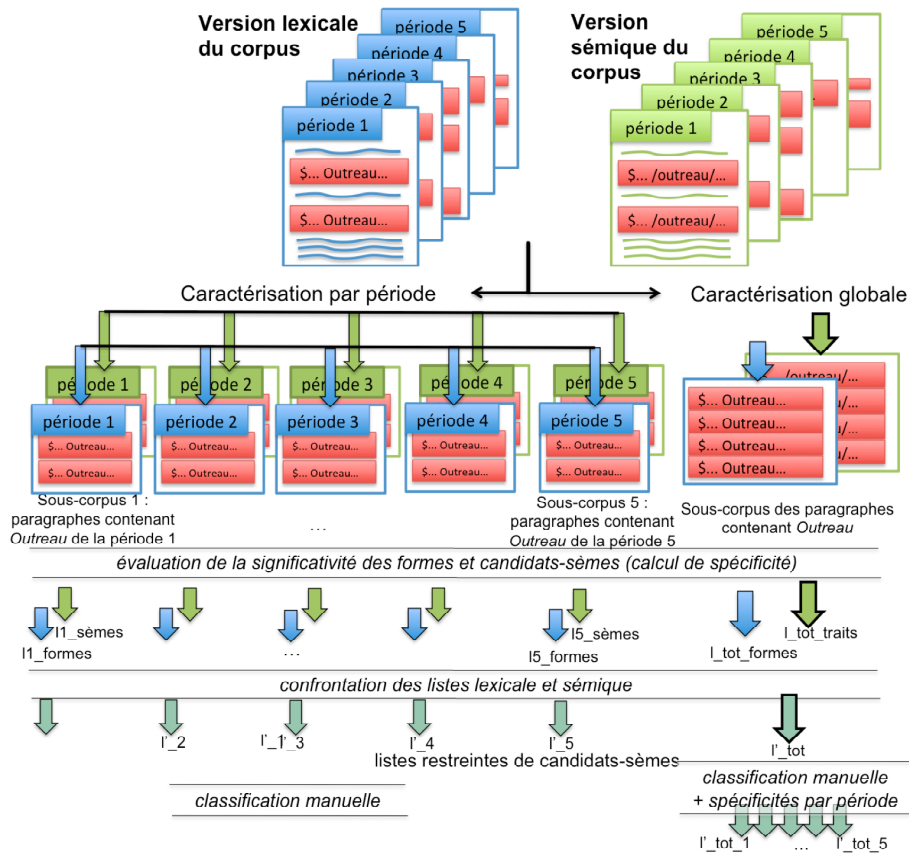 Version lexicale
du corpus
période 5
période 4
période 3
période 2
période 1
$... Outreau...
$... Outreau...
Version
sémique du
corpus
période 5
période 4
période 3
période 2
période 1
$... /outreau/...
$... /outreau/...
Caractérisation par période
Caractérisation globale
période 1
période 2
période 3
période 4
période 5
période 1
période 2
période 3
période 4
période 5
$... Outreau...
$... Outreau...
$... Outreau...
$... Outreau...
$... Outreau...
$... Outreau...
$... Outreau...
$... Outreau...
$... Outreau...
$... Outreau...
/outreau/...
eau/...
eau/...
eau/...
$... Outreau...
$... Outreau...
$... Outreau...
$... Outreau...
Sous-corpus 1 :
paragraphes contenant
Outreau de la période 1
...
Sous-corpus 5 :
paragraphes contenant
Outreau de la période 5
Sous-corpus des paragraphes
contenant Outreau
évaluation de la significativité des formes et candidats-sèmes (calcul de spécificité)
l1_sèmes
l1_formes
...
l5_sèmes
l5_formes
l_tot_traits
l_tot_formes
confrontation des listes lexicale et sémique
l'_2
l'_1
l'_3
l'_4
l'_5
l'_tot
listes restreintes de candidats-sèmes
classification manuelle
classification manuelle
+ spécificités par période
l'_tot_1
...
l'_tot_5